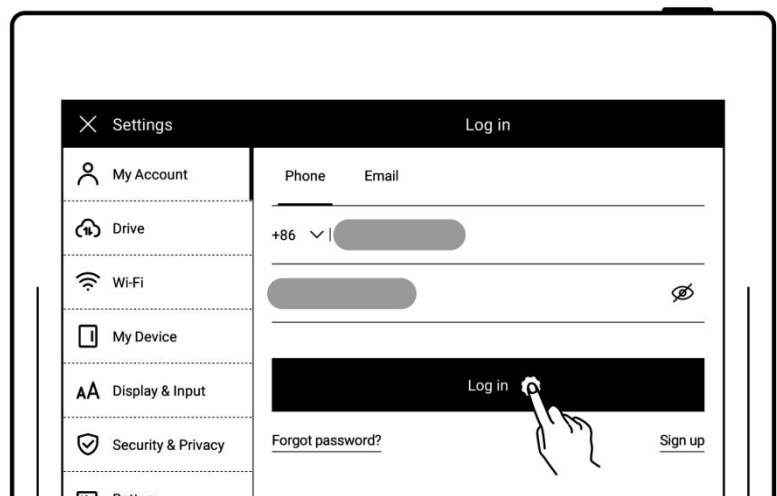 Settings
Log in
My Account
Drive
Wi-Fi
My Device
Display & Input
Security & Privacy
Phone Email
+86
Log in
Forgot password? Sign up